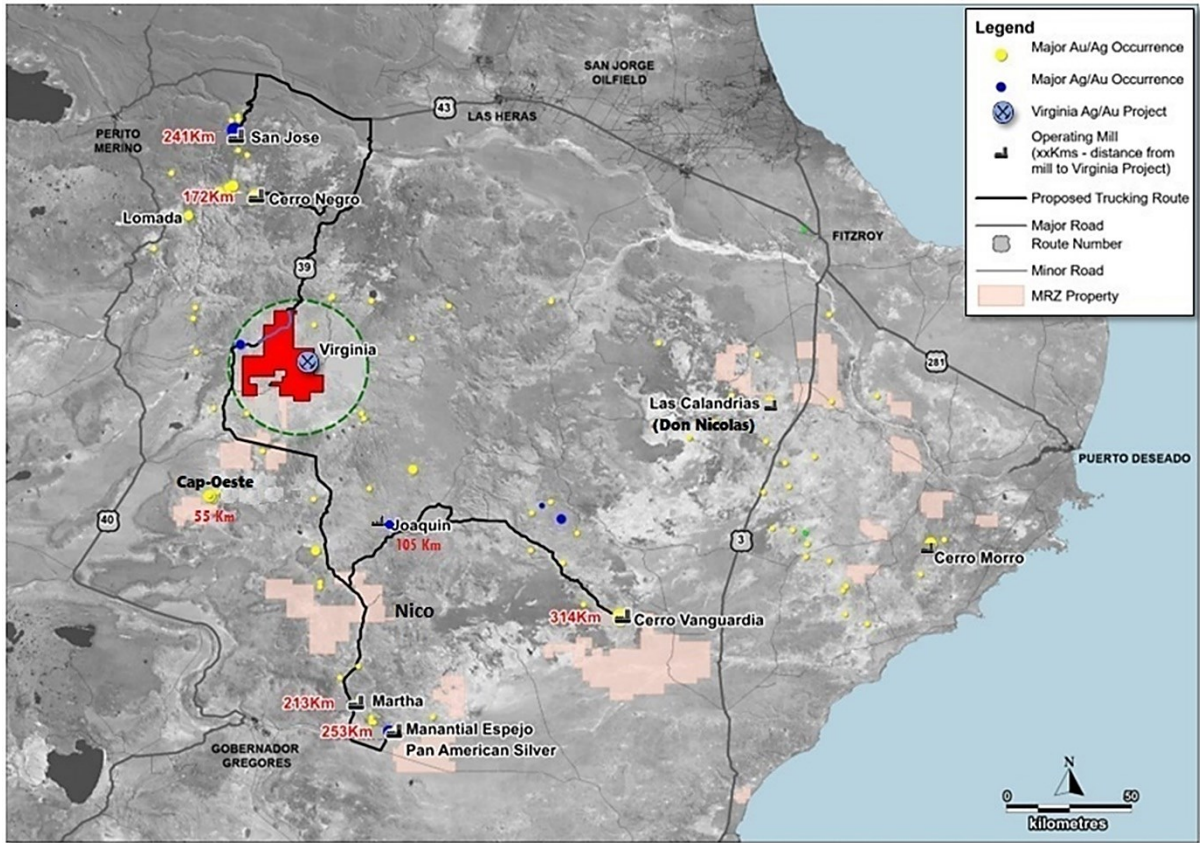 Legend
Major Au/Ag Occurrence
Major Ag/Au Occurrence
Virginia Ag/Au Project
Operating Mill
(xxKms - distance from
mill to Virginia Project)
Proposed Trucking Route
Major Road
Route Number
Minor Road
MRZ Property
SAN JORGE
OILFIELD
43
LAS HERAS
PERITO
MERINO
241Km
San Jose
172Km
Cerro Negro
Lomada
FITZROY
39
Virginia
281
Las Calandrias
(Don Nicolas)
PUERTO DESEADO
Cap-Oeste
55 Km
40
Joaquin
105 Km
3
Cerro Morro
Nico
314Km
Cerro Vanguardia
213Km
Martha
253Km
Manantial Espejo
Pan American Silver
GOBERNADOR
GREGORES
N
0
50
kilometres